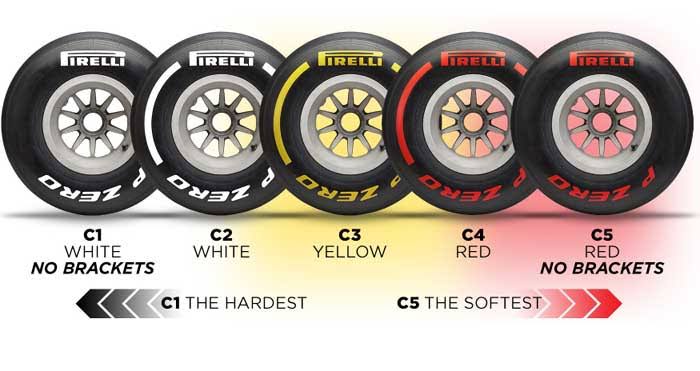 PIRELLI PIRELLI PIRELLI PIRELLI PIRELLI
P ZERO P ZERO P ZERO P ZERO P ZERO
C1 C2 C3 C4 C5
WHITE WHITE YELLOW RED RED
NO BRACKETS NO BRACKETS
C1 THE HARDEST C5 THE SOFTEST